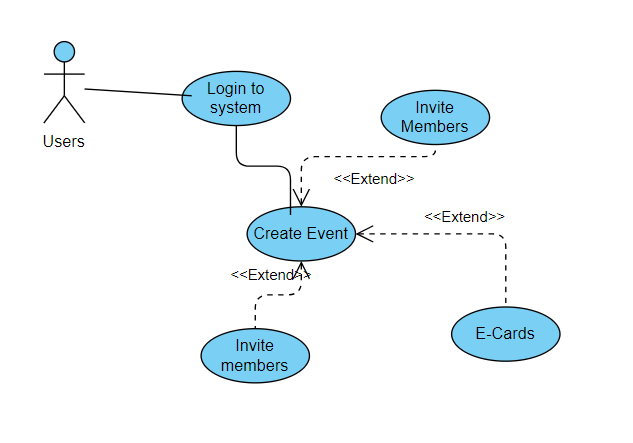 Users
Login to
system
Invite
Members
<<Extend>>
<<Extend>>
Create Event
<<Extend>>
E-Cards
Invite
members